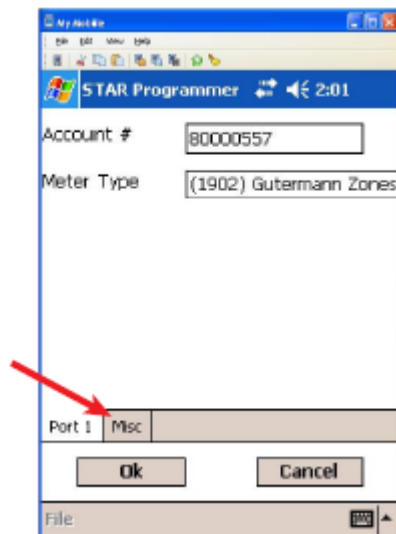 My Mobiler
File Edit View Help
STAR Programmer 2:01
Account # 80000557
Meter Type (1902) Gutermann Zones
Port 1 Misc
Ok Cancel
File